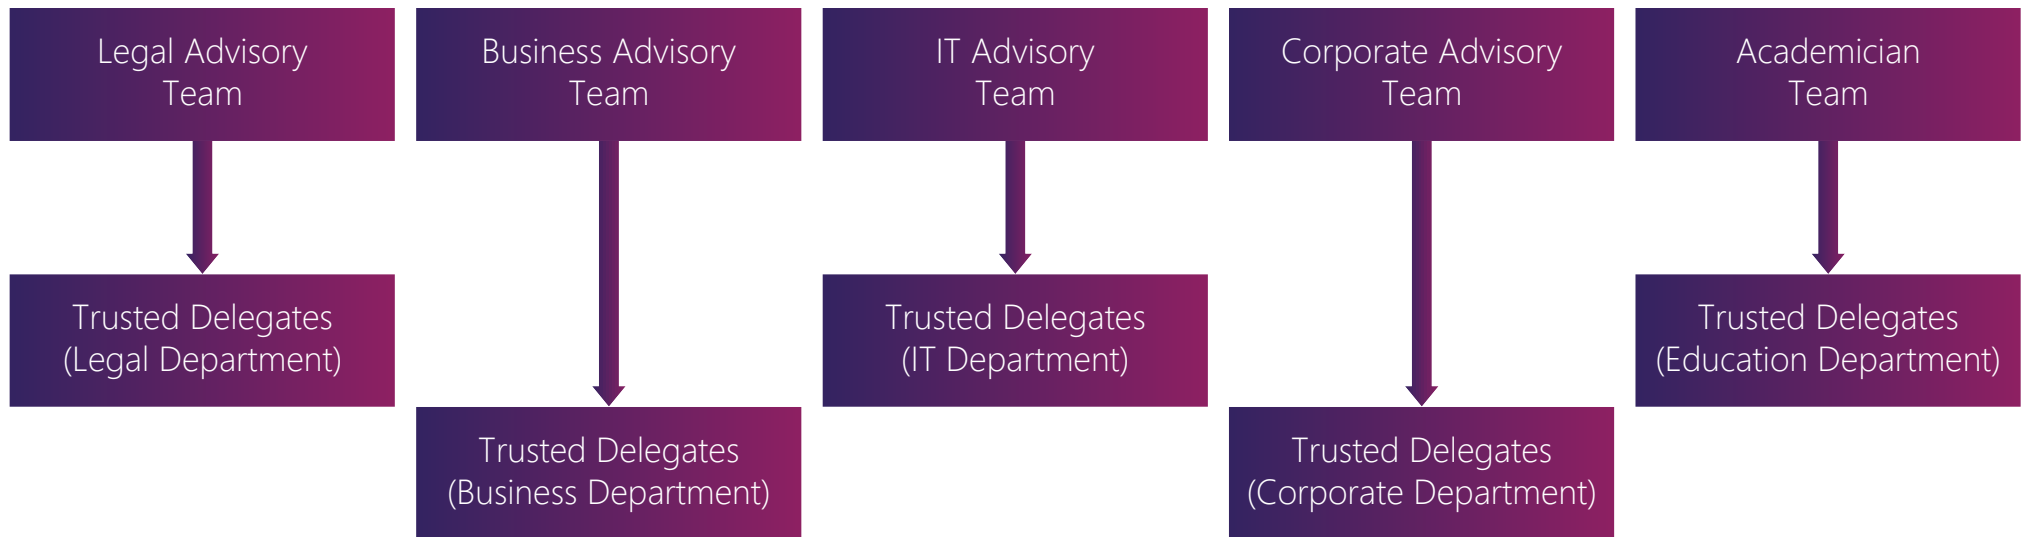 Legal Advisory
Team
Business Advisory
Team
IT Advisory
Team
Corporate Advisory
Team
Academician
Team
Trusted Delegates
(Legal Department)
Trusted Delegates
(IT Department)
Trusted Delegates
(Education Department)
Trusted Delegates
(Business Department)
Trusted Delegates
(Corporate Department)